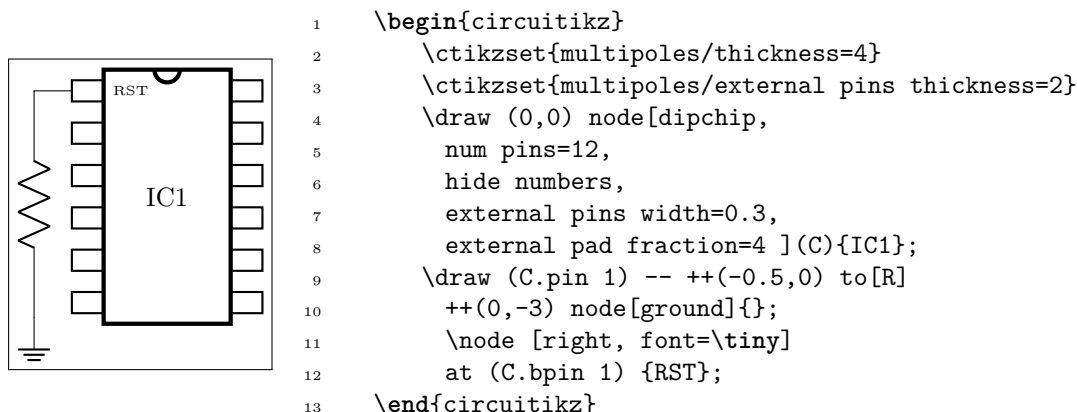 RST
IC1
1 \begin{circuitikz}
2 \ctikzset{multipoles/thickness=4}
3 \ctikzset{multipoles/external pins thickness=2}
4 \draw (0,0) node[dipchip,
5 num pins=12,
6 hide numbers,
7 external pins width=0.3,
8 external pad fraction=4 ](C){IC1};
9 \draw (C.pin 1) -- ++(-0.5,0) to[R]
10 ++(0,-3) node[ground]{};
11 \node [right, font=\tiny]
12 at (C.bpin 1) {RST};
13 \end{circuitikz}